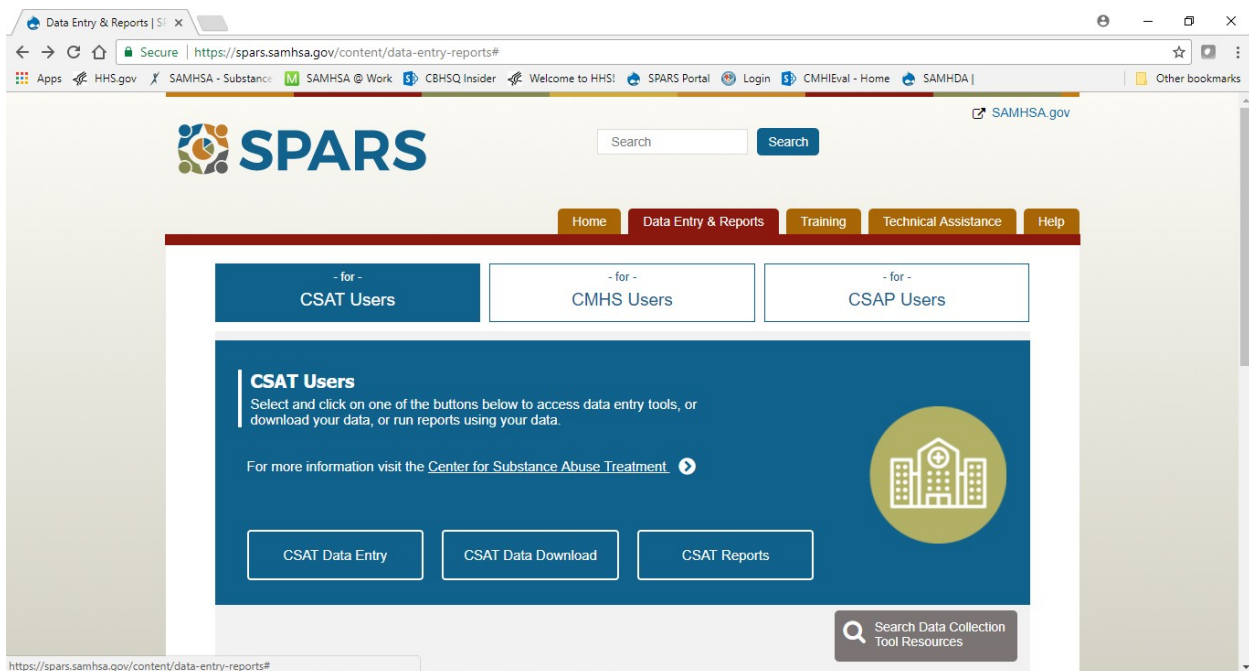 Data Entry & Reports | S
Secure | https://spars.samhsa.gov/content/data-entry-reports#
Apps HHS.gov SAMHSA - Substance M SAMHSA @ Work CBHSQ Insider Welcome to HHS! SPARS Portal Login CMHIEval - Home SAMHDA | Other bookmarks
SAMHSA.gov
SPARS
Search Search
Home Data Entry & Reports Training Technical Assistance Help
- for - - for - - for -
CSAT Users CMHS Users CSAP Users
CSAT Users
Select and click on one of the buttons below to access data entry tools, or
download your data, or run reports using your data.
For more information visit the Center for Substance Abuse Treatment
CSAT Data Entry CSAT Data Download CSAT Reports
Search Data Collection
Tool Resources
https://spars.samhsa.gov/content/data-entry-reports#